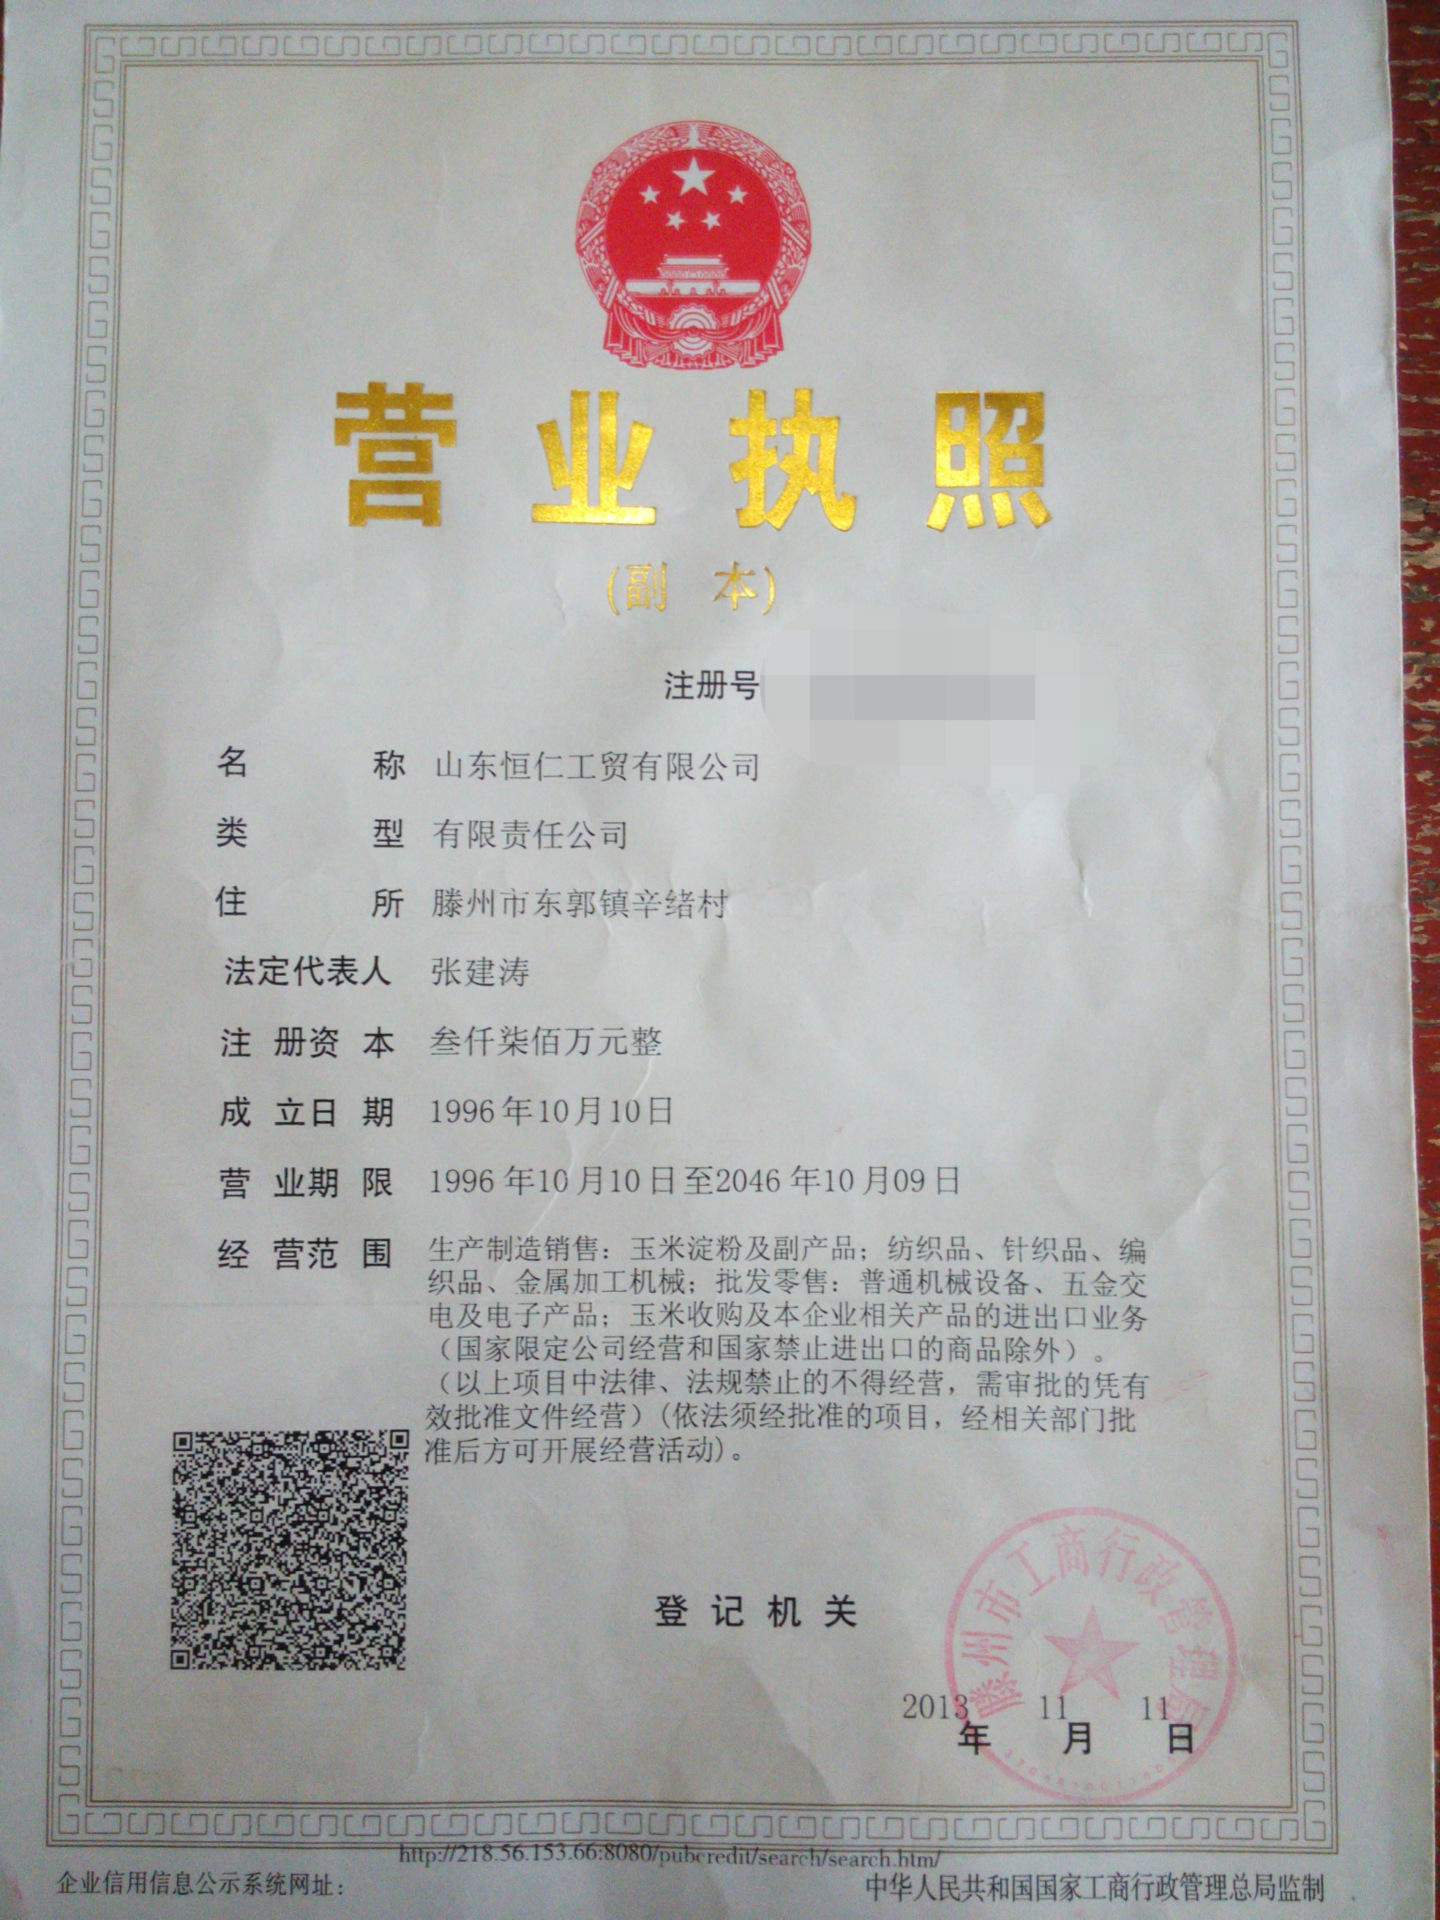 营业执照
(副 本)
注册号
名 称 山东恒仁工贸有限公司
类 型 有限责任公司
住 所 滕州市东郭镇辛绪村
法定代表人 张建涛
注册资本 叁仟柒佰万元整
成立日期 1996年10月10日
营业期限 1996年10月10日至2046年10月09日
经营范围 生产制造销售：玉米淀粉及副产品；纺织品、针织品、编
织品、金属加工机械；批发零售：普通机械设备、五金交
电及电子产品；玉米收购及本企业相关产品的进出口业务
（国家限定公司经营和国家禁止进出口的商品除外）。
（以上项目中法律、法规禁止的不得经营，需审批的凭有
效批准文件经营）(依法须经批准的项目，经相关部门批
准后方可开展经营活动)。
登记机关
滕州市工商行政管理局
2013年11月11日
http://218.56.153.66:8080/pubcredit/search/search.htm/
企业信用信息公示系统网址：
中华人民共和国国家工商行政管理总局监制